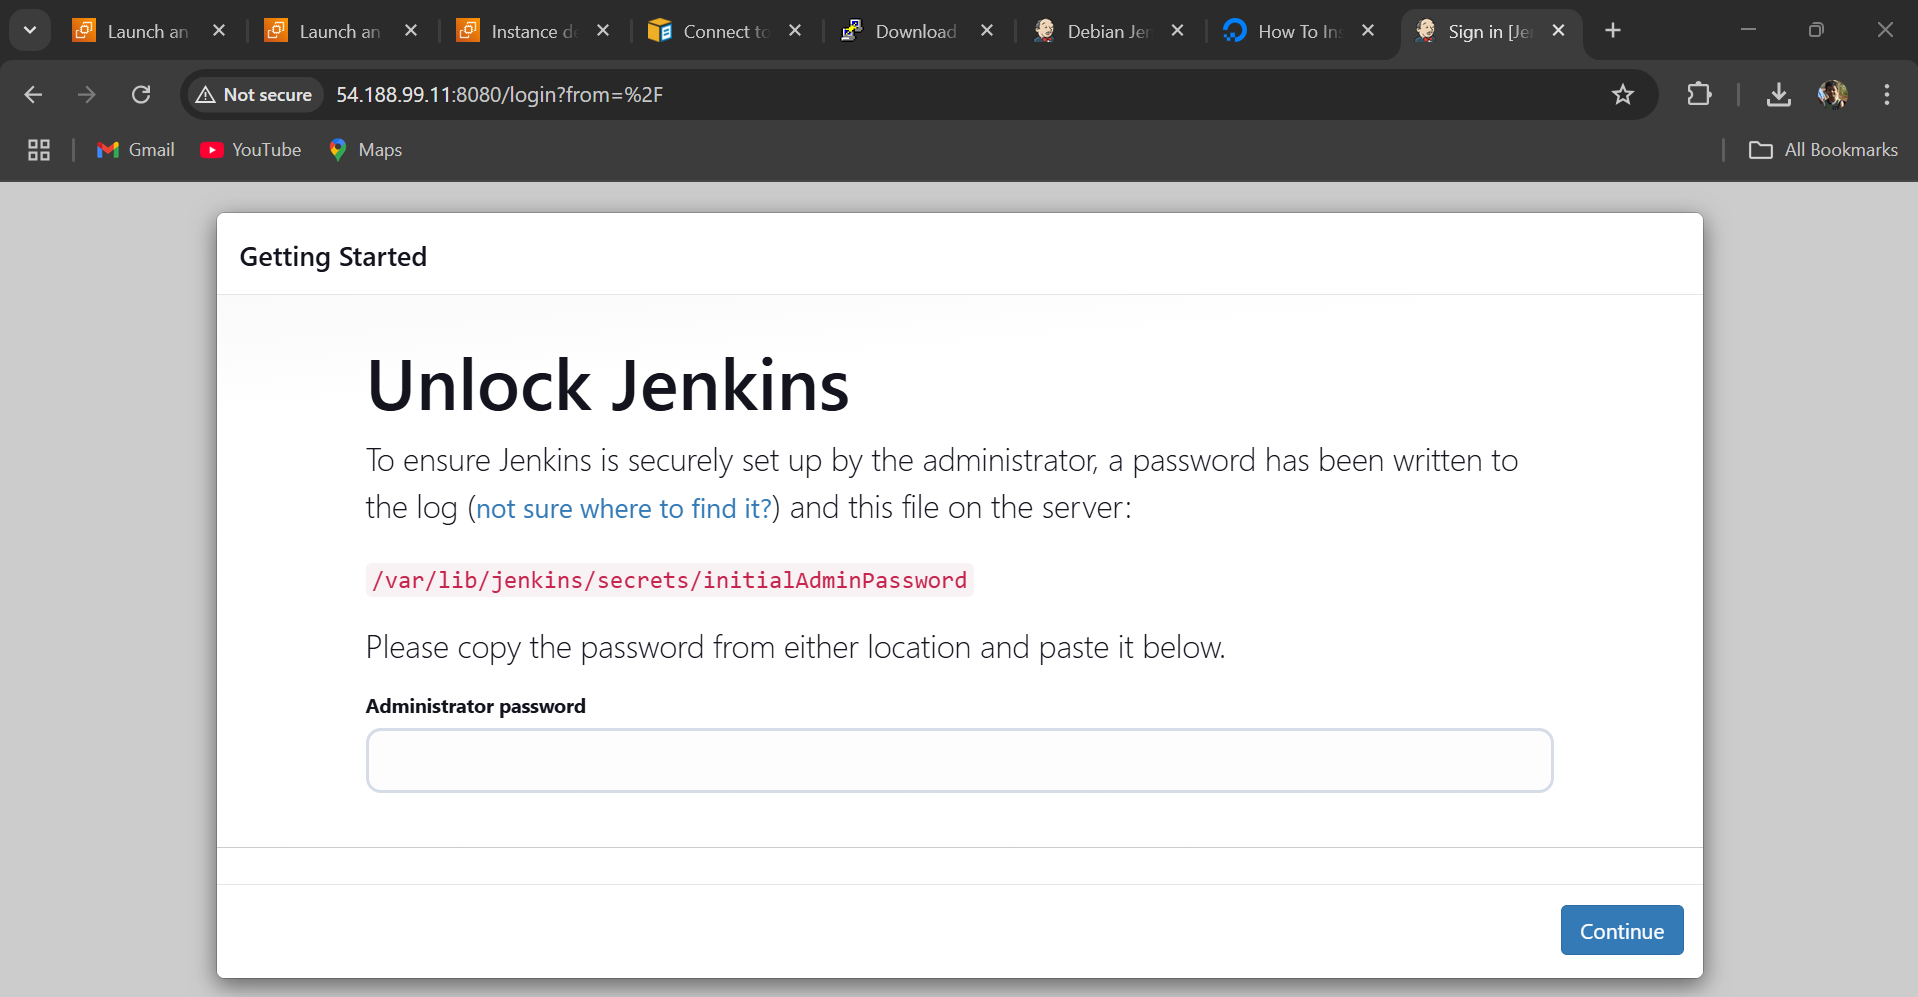 Launch an
Launch an
Instance de
Connect to
Download
Debian Jen
How To Ins
Sign in [Jen
Not secure
54.188.99.11:8080/login?from=%2F
Gmail
YouTube
Maps
All Bookmarks
Getting Started
Unlock Jenkins
To ensure Jenkins is securely set up by the administrator, a password has been written to
the log (not sure where to find it?) and this file on the server:
/var/lib/jenkins/secrets/initialAdminPassword
Please copy the password from either location and paste it below.
Administrator password
Continue